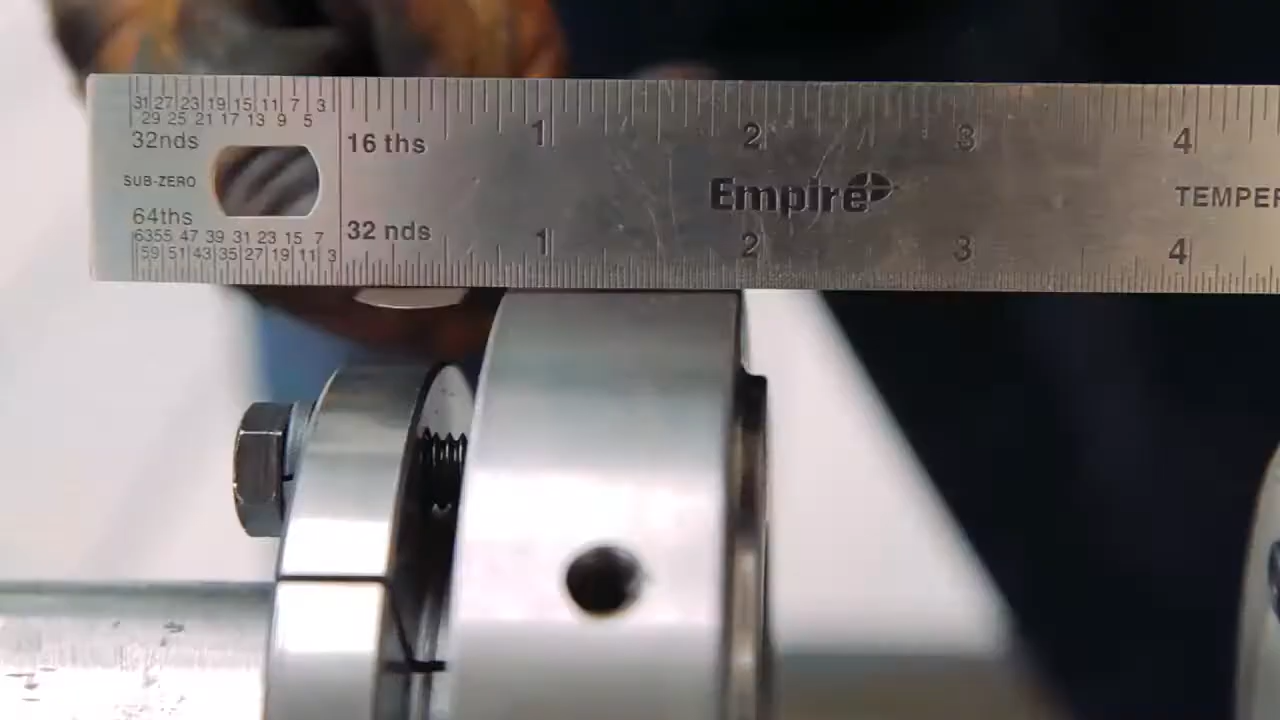 31 27 23 19 15 11 7 3
29 25 21 17 13 9 5
32nds
16 ths
1 2 3 4
SUB-ZERO
Empire
TEMPER
64ths
32 nds
1 2 3 4
63 55 47 39 31 23 15 7
59 51 43 35 27 19 11 3